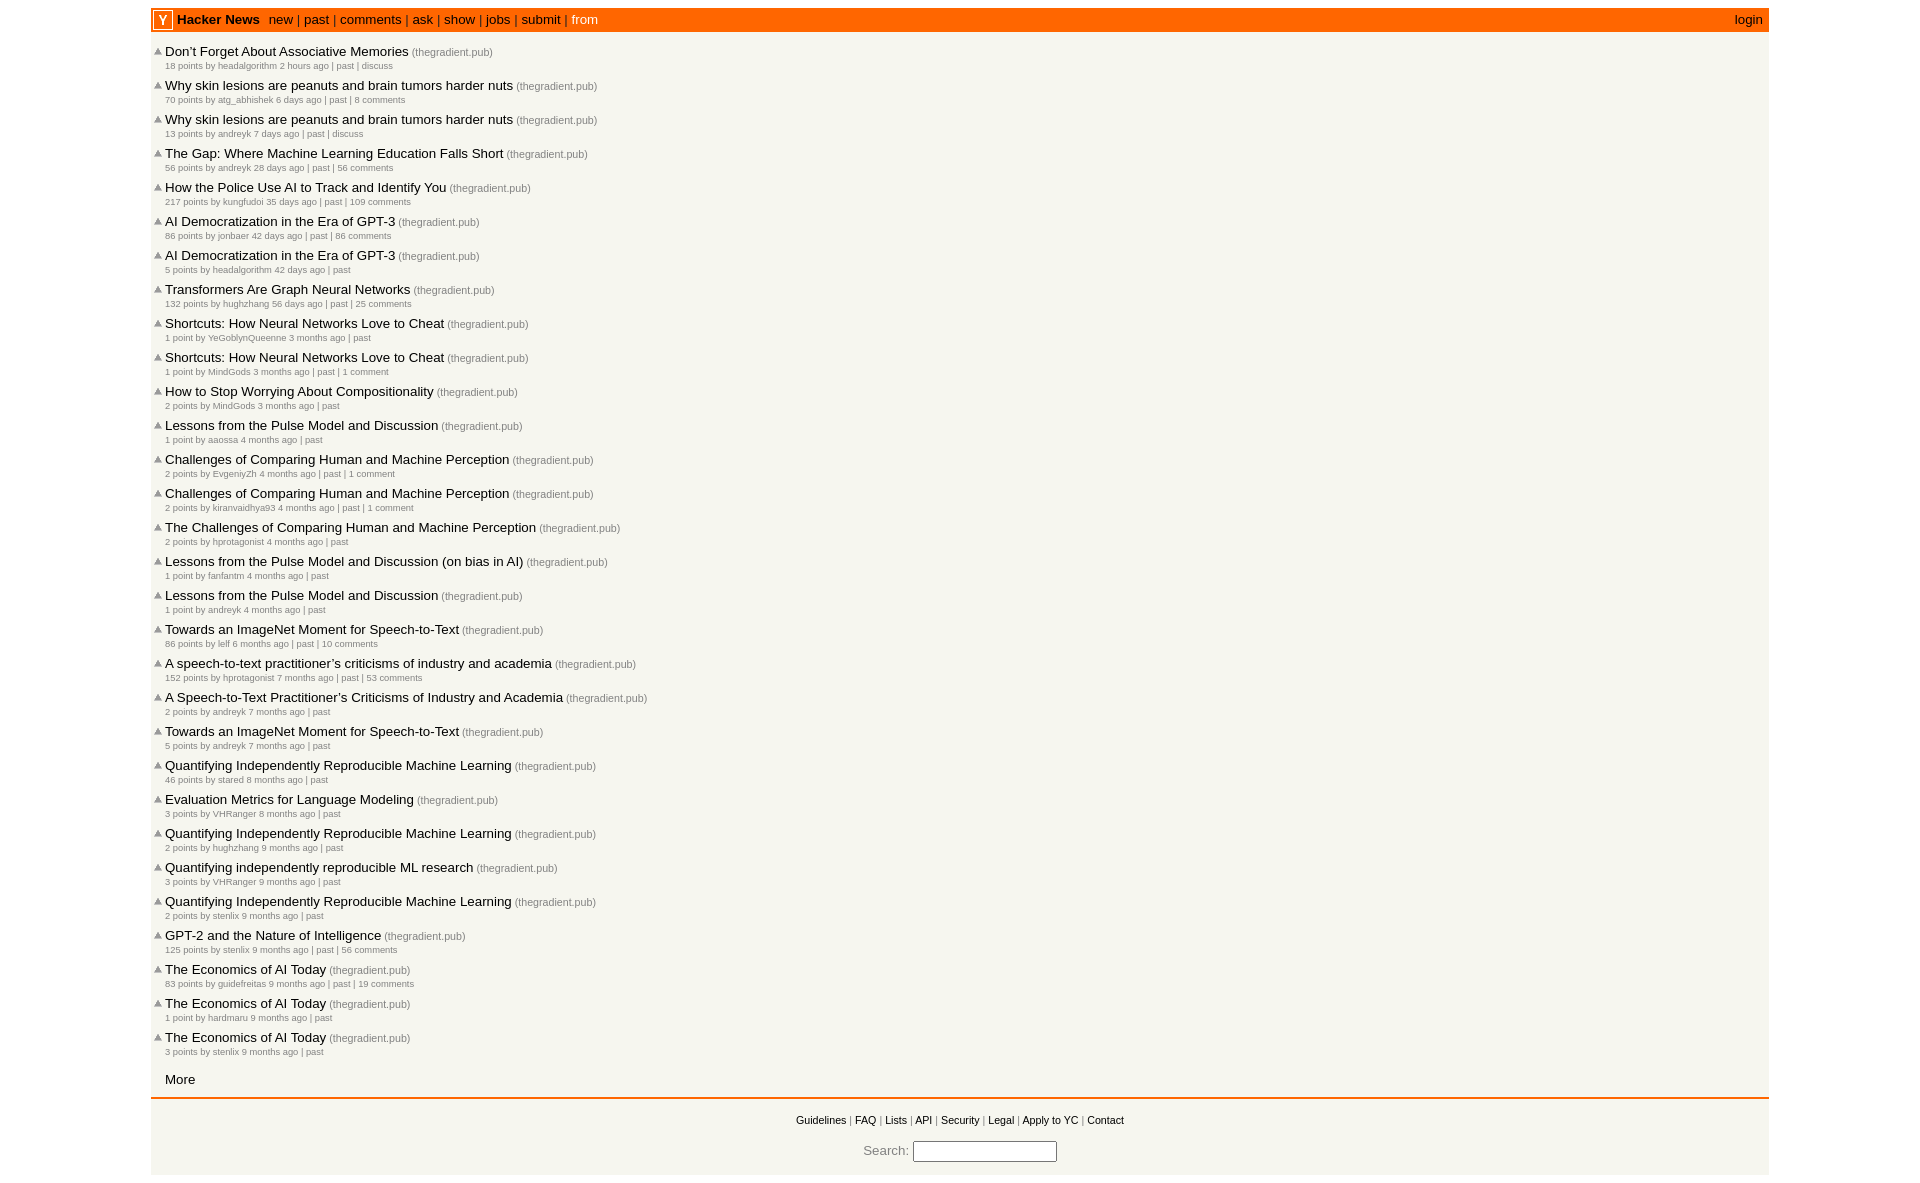 Y Hacker News new | past | comments | ask | show | jobs | submit | from login
Don’t Forget About Associative Memories (thegradient.pub)
18 points by headalgorithm 2 hours ago | past | discuss
Why skin lesions are peanuts and brain tumors harder nuts (thegradient.pub)
70 points by atg_abhishek 6 days ago | past | 8 comments
Why skin lesions are peanuts and brain tumors harder nuts (thegradient.pub)
13 points by andreyk 7 days ago | past | discuss
The Gap: Where Machine Learning Education Falls Short (thegradient.pub)
56 points by andreyk 28 days ago | past | 56 comments
How the Police Use AI to Track and Identify You (thegradient.pub)
217 points by kungfudoi 35 days ago | past | 109 comments
AI Democratization in the Era of GPT-3 (thegradient.pub)
86 points by jonbaer 42 days ago | past | 86 comments
AI Democratization in the Era of GPT-3 (thegradient.pub)
5 points by headalgorithm 42 days ago | past
Transformers Are Graph Neural Networks (thegradient.pub)
132 points by hughzhang 56 days ago | past | 25 comments
Shortcuts: How Neural Networks Love to Cheat (thegradient.pub)
1 point by YeGoblynQueenne 3 months ago | past
Shortcuts: How Neural Networks Love to Cheat (thegradient.pub)
1 point by MindGods 3 months ago | past | 1 comment
How to Stop Worrying About Compositionality (thegradient.pub)
2 points by MindGods 3 months ago | past
Lessons from the Pulse Model and Discussion (thegradient.pub)
1 point by aaossa 4 months ago | past
Challenges of Comparing Human and Machine Perception (thegradient.pub)
2 points by EvgeniyZh 4 months ago | past | 1 comment
Challenges of Comparing Human and Machine Perception (thegradient.pub)
2 points by kiranvaidhya93 4 months ago | past | 1 comment
The Challenges of Comparing Human and Machine Perception (thegradient.pub)
2 points by hprotagonist 4 months ago | past
Lessons from the Pulse Model and Discussion (on bias in AI) (thegradient.pub)
1 point by fanfantm 4 months ago | past
Lessons from the Pulse Model and Discussion (thegradient.pub)
1 point by andreyk 4 months ago | past
Towards an ImageNet Moment for Speech-to-Text (thegradient.pub)
86 points by lelf 6 months ago | past | 10 comments
A speech-to-text practitioner’s criticisms of industry and academia (thegradient.pub)
152 points by hprotagonist 7 months ago | past | 53 comments
A Speech-to-Text Practitioner’s Criticisms of Industry and Academia (thegradient.pub)
2 points by andreyk 7 months ago | past
Towards an ImageNet Moment for Speech-to-Text (thegradient.pub)
5 points by andreyk 7 months ago | past
Quantifying Independently Reproducible Machine Learning (thegradient.pub)
46 points by stared 8 months ago | past
Evaluation Metrics for Language Modeling (thegradient.pub)
3 points by VHRanger 8 months ago | past
Quantifying Independently Reproducible Machine Learning (thegradient.pub)
2 points by hughzhang 9 months ago | past
Quantifying independently reproducible ML research (thegradient.pub)
3 points by VHRanger 9 months ago | past
Quantifying Independently Reproducible Machine Learning (thegradient.pub)
2 points by stenlix 9 months ago | past
GPT-2 and the Nature of Intelligence (thegradient.pub)
125 points by stenlix 9 months ago | past | 56 comments
The Economics of AI Today (thegradient.pub)
83 points by guidefreitas 9 months ago | past | 19 comments
The Economics of AI Today (thegradient.pub)
1 point by hardmaru 9 months ago | past
The Economics of AI Today (thegradient.pub)
3 points by stenlix 9 months ago | past
More
Guidelines | FAQ | Lists | API | Security | Legal | Apply to YC | Contact
Search: